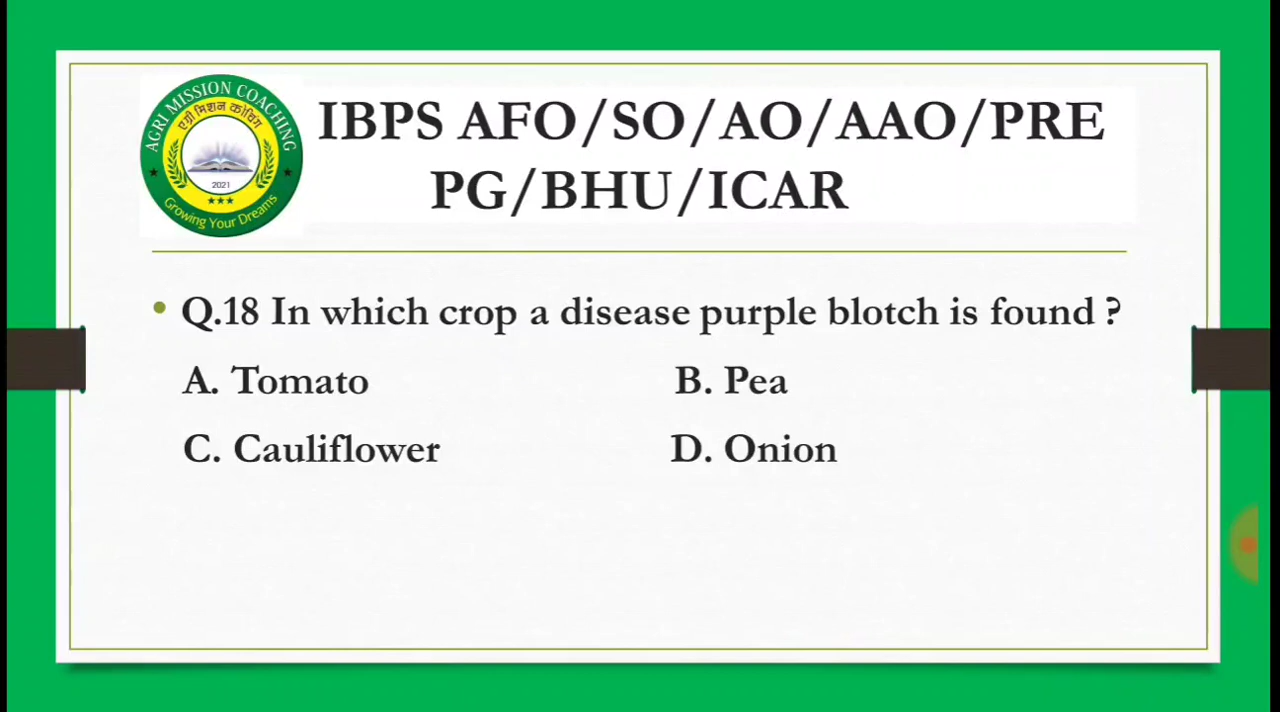 AGRI MISSION COACHING
एग्री मिशन कोचिंग
2021
Growing Your Dreams
IBPS AFO/SO/AO/AAO/PRE
PG/BHU/ICAR
• Q.18 In which crop a disease purple blotch is found ?
A. Tomato B. Pea
C. Cauliflower D. Onion